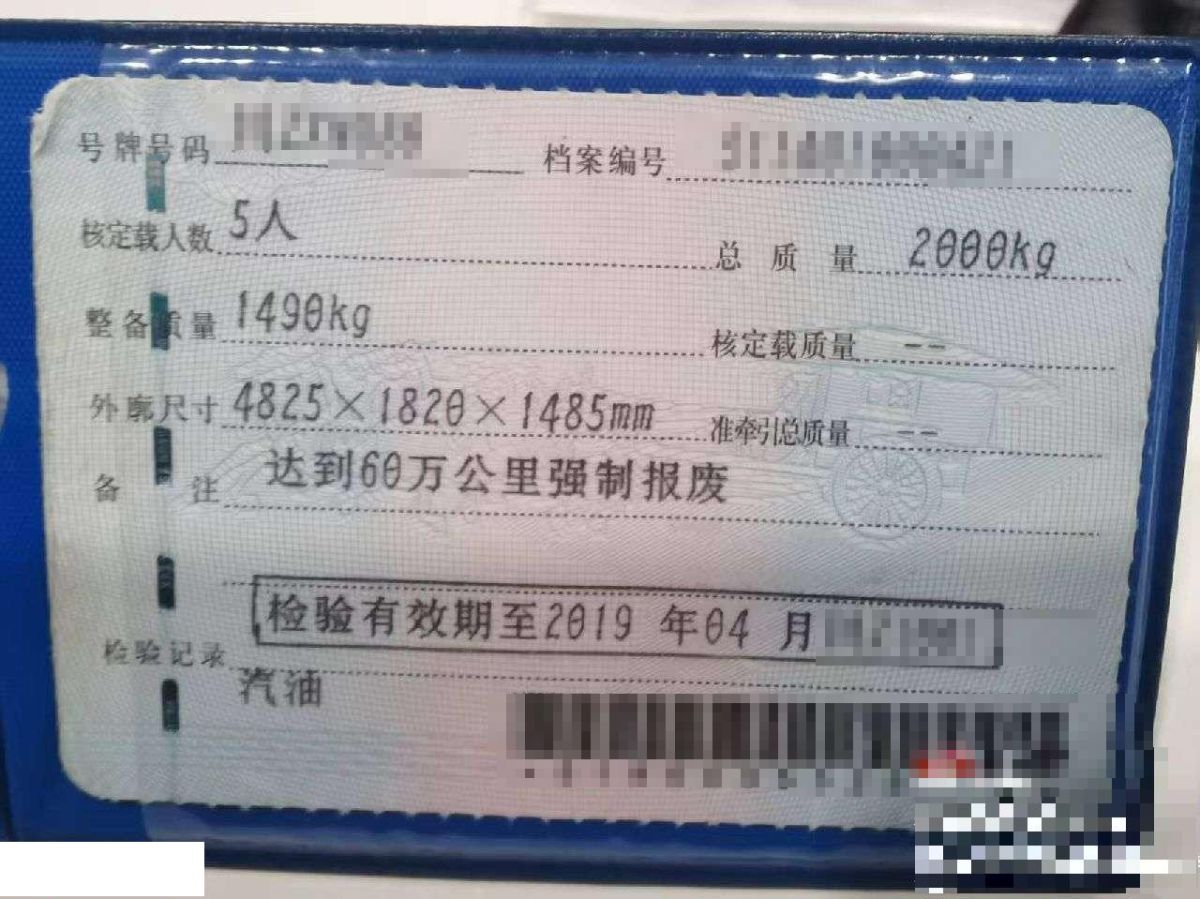 号牌号码 档案编号
核定载人数 5人 总质量 2000kg
整备质量 1490kg 核定载质量 --
外廓尺寸 4825×1820×1485mm 准牵引总质量 --
备注 达到60万公里强制报废
检验有效期至2019 年04 月
检验记录
汽油